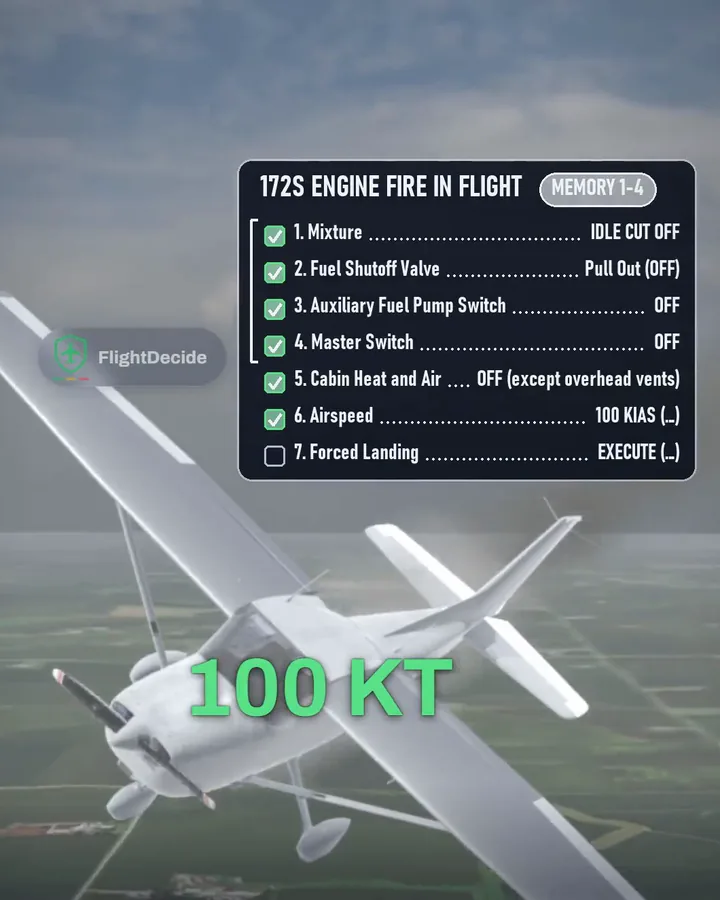 172S ENGINE FIRE IN FLIGHT MEMORY 1-4
1. Mixture ................................ IDLE CUT OFF
2. Fuel Shutoff Valve .................... Pull Out (OFF)
3. Auxiliary Fuel Pump Switch .................... OFF
4. Master Switch .................................. OFF
5. Cabin Heat and Air .... OFF (except overhead vents)
6. Airspeed ................................ 100 KIAS (...)
7. Forced Landing ......................... EXECUTE (...)
FlightDecide
100 KT